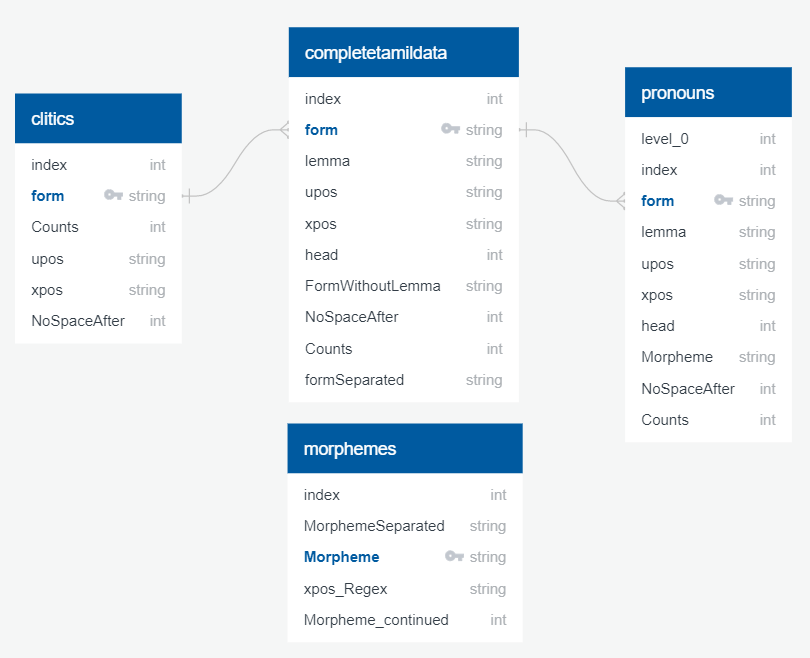 clitics
index int
form string
Counts int
upos string
xpos string
NoSpaceAfter int
completetamildata
index int
form string
lemma string
upos string
xpos string
head int
FormWithoutLemma string
NoSpaceAfter int
Counts int
formSeparated string
pronouns
level_0 int
index int
form string
lemma string
upos string
xpos string
head int
Morpheme string
NoSpaceAfter int
Counts int
morphemes
index int
MorphemeSeparated string
Morpheme string
xpos_Regex string
Morpheme_continued int